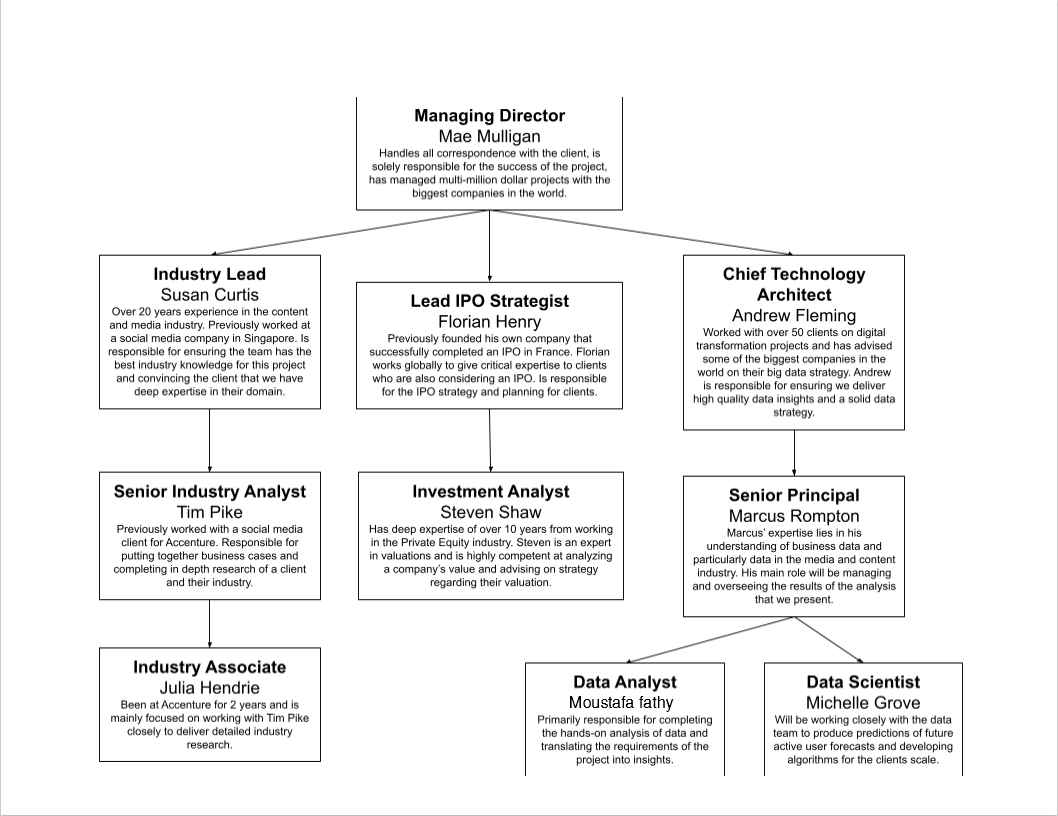 Managing Director
Mae Mulligan
Handles all correspondence with the client, is
solely responsible for the success of the project,
has managed multi-million dollar projects with the
biggest companies in the world.
Industry Lead
Susan Curtis
Over 20 years experience in the content
and media industry. Previously worked at
a social media company in Singapore. Is
responsible for ensuring the team has the
best industry knowledge for this project
and convincing the client that we have
deep expertise in their domain.
Lead IPO Strategist
Florian Henry
Previously founded his own company that
successfully completed an IPO in France. Florian
works globally to give critical expertise to clients
who are also considering an IPO. Is responsible
for the IPO strategy and planning for clients.
Chief Technology
Architect
Andrew Fleming
Worked with over 50 clients on digital
transformation projects and has advised
some of the biggest companies in the
world on their big data strategy. Andrew
is responsible for ensuring we deliver
high quality data insights and a solid data
strategy.
Senior Industry Analyst
Tim Pike
Previously worked with a social media
client for Accenture. Responsible for
putting together business cases and
completing in depth research of a client
and their industry.
Investment Analyst
Steven Shaw
Has deep expertise of over 10 years from working
in the Private Equity industry. Steven is an expert
in valuations and is highly competent at analyzing
a company's value and advising on strategy
regarding their valuation.
Senior Principal
Marcus Rompton
Marcus' expertise lies in his
understanding of business data and
particularly data in the media and content
industry. His main role will be managing
and overseeing the results of the analysis
that we present.
Industry Associate
Julia Hendrie
Been at Accenture for 2 years and is
mainly focused on working with Tim Pike
closely to deliver detailed industry
research.
Data Analyst
Moustafa fathy
Primarily responsible for completing
the hands-on analysis of data and
translating the requirements of the
project into insights.
Data Scientist
Michelle Grove
Will be working closely with the data
team to produce predictions of future
active user forecasts and developing
algorithms for the clients scale.